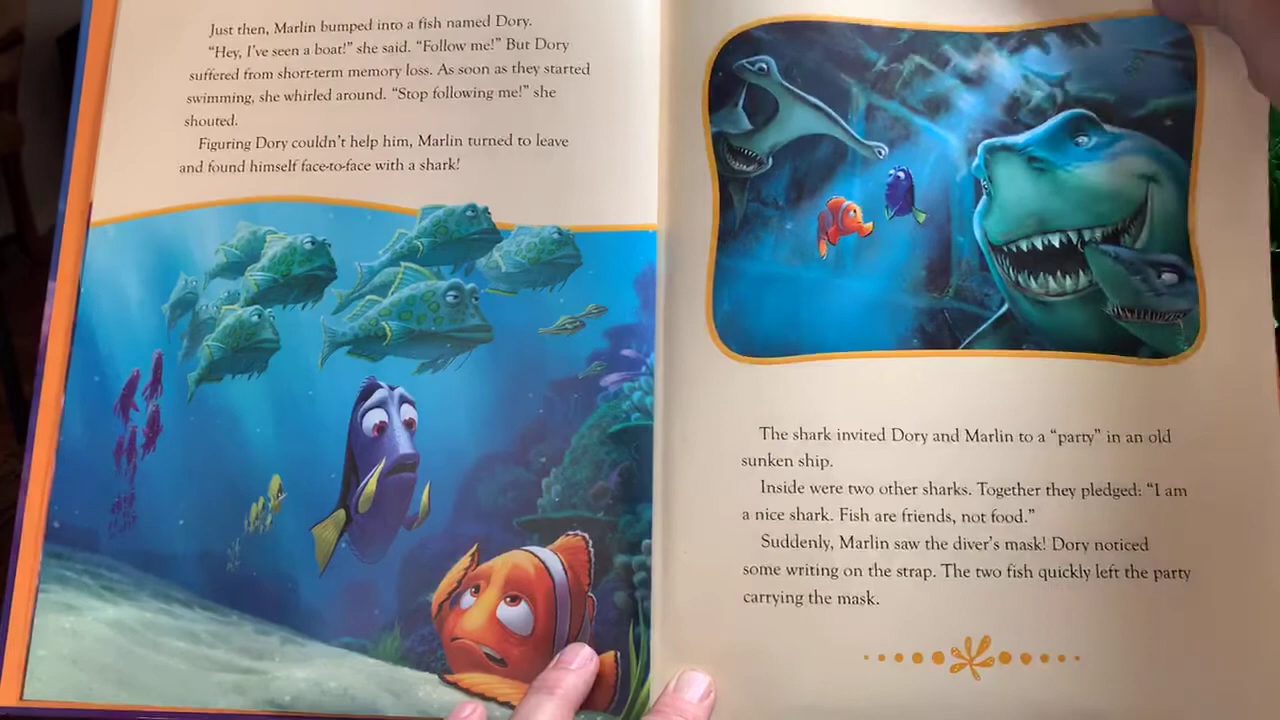 Just then, Marlin bumped into a fish named Dory.
“Hey, I’ve seen a boat!” she said. “Follow me!” But Dory
suffered from short-term memory loss. As soon as they started
swimming, she whirled around. “Stop following me!” she
shouted.
Figuring Dory couldn’t help him, Marlin turned to leave
and found himself face-to-face with a shark!
The shark invited Dory and Marlin to a “party” in an old
sunken ship.
Inside were two other sharks. Together they pledged: “I am
a nice shark. Fish are friends, not food.”
Suddenly, Marlin saw the diver’s mask! Dory noticed
some writing on the strap. The two fish quickly left the party
carrying the mask.